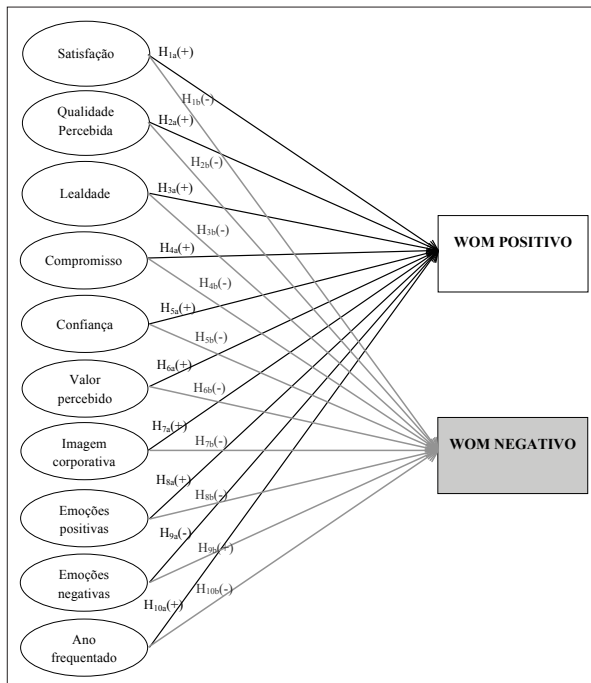 Satisfação
H1a(+)
H1b(-)
Qualidade
Percebida
H2a(+)
H2b(-)
Lealdade
H3a(+)
H3b(-)
WOM POSITIVO
Compromisso
H4a(+)
H4b(-)
Confiança
H5a(+)
H5b(-)
Valor
percebido
H6a(+)
H6b(-)
Imagem
corporativa
H7a(+)
H7b(-)
WOM NEGATIVO
Emoções
positivas
H8a(+)
H8b(-)
Emoções
negativas
H9a(-)
H9b(+)
Ano
frequentado
H10a(+)
H10b(-)